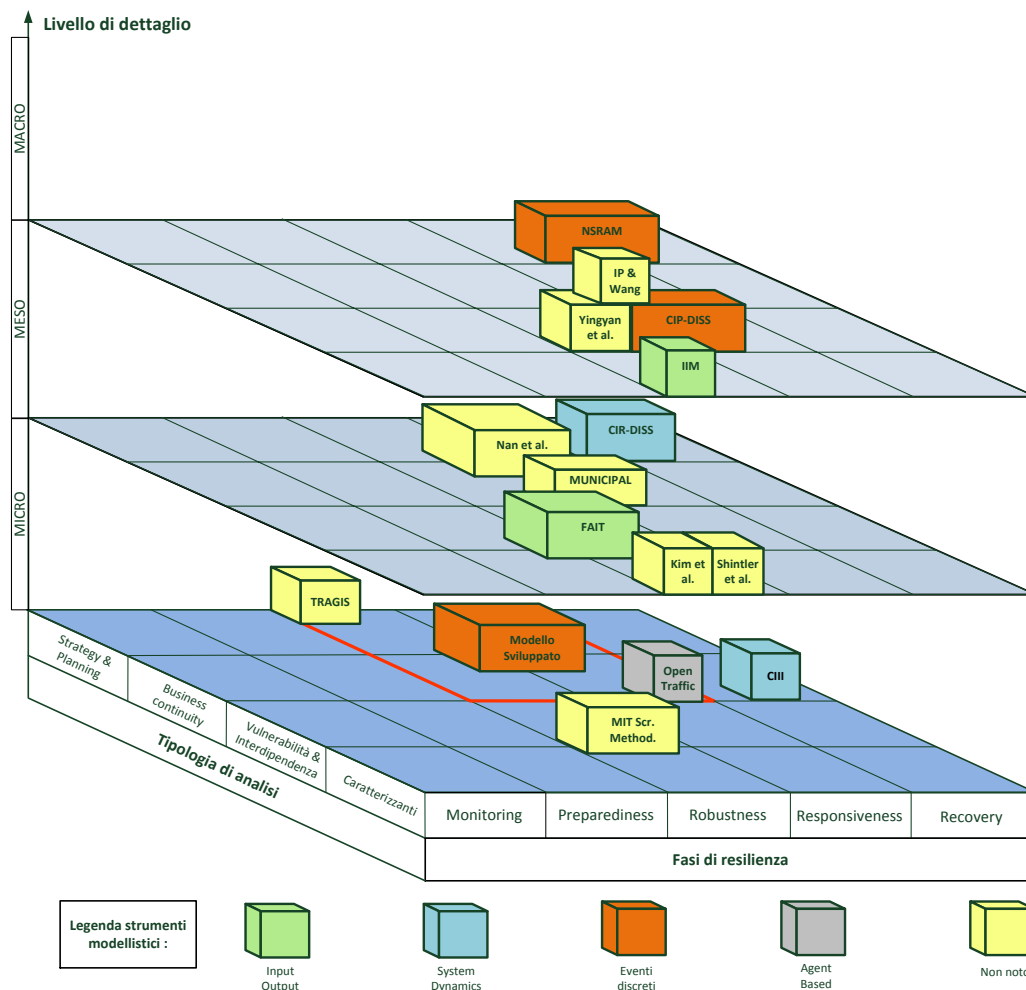 Livello di dettaglio
MACRO
MESO
MICRO
NSRAM
IP &
Wang
Yingyan
et al.
CIP-DISS
IIM
CIR-DISS
Nan et al.
MUNICIPAL
FAIT
Kim et
al.
Shintler
et al.
TRAGIS
Modello
Sviluppato
Open
Traffic
CIII
MIT Scr.
Method.
Strategy &
Planning
Business
continuity
Vulnerabilità &
Interdipendenza
Caratterizzanti
Tipologia di analisi
Monitoring
Preparediness
Robustness
Responsiveness
Recovery
Fasi di resilienza
Legenda strumenti
modellistici :
Input
Output
System
Dynamics
Eventi
discreti
Agent
Based
Non noto